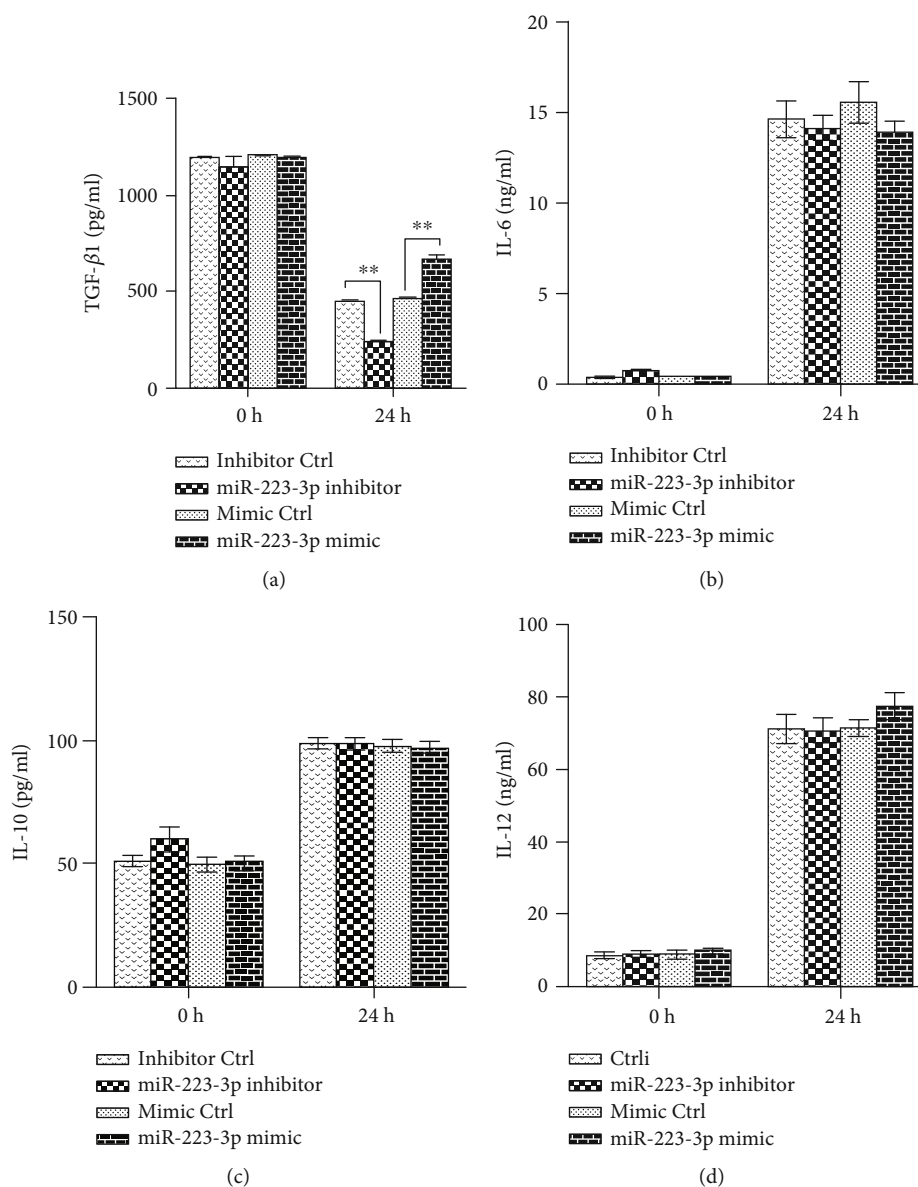 1500
1000
500
0
TGF-β1 (pg/ml)
**
**
0 h
24 h
Inhibitor Ctrl
miR-223-3p inhibitor
Mimic Ctrl
miR-223-3p mimic
(a)
20
15
10
5
0
IL-6 (ng/ml)
0 h
24 h
Inhibitor Ctrl
miR-223-3p inhibitor
Mimic Ctrl
miR-223-3p mimic
(b)
150
100
50
0
IL-10 (pg/ml)
0 h
24 h
Inhibitor Ctrl
miR-223-3p inhibitor
Mimic Ctrl
miR-223-3p mimic
(c)
100
80
60
40
20
0
IL-12 (ng/ml)
0 h
24 h
Ctrli
miR-223-3p inhibitor
Mimic Ctrl
miR-223-3p mimic
(d)